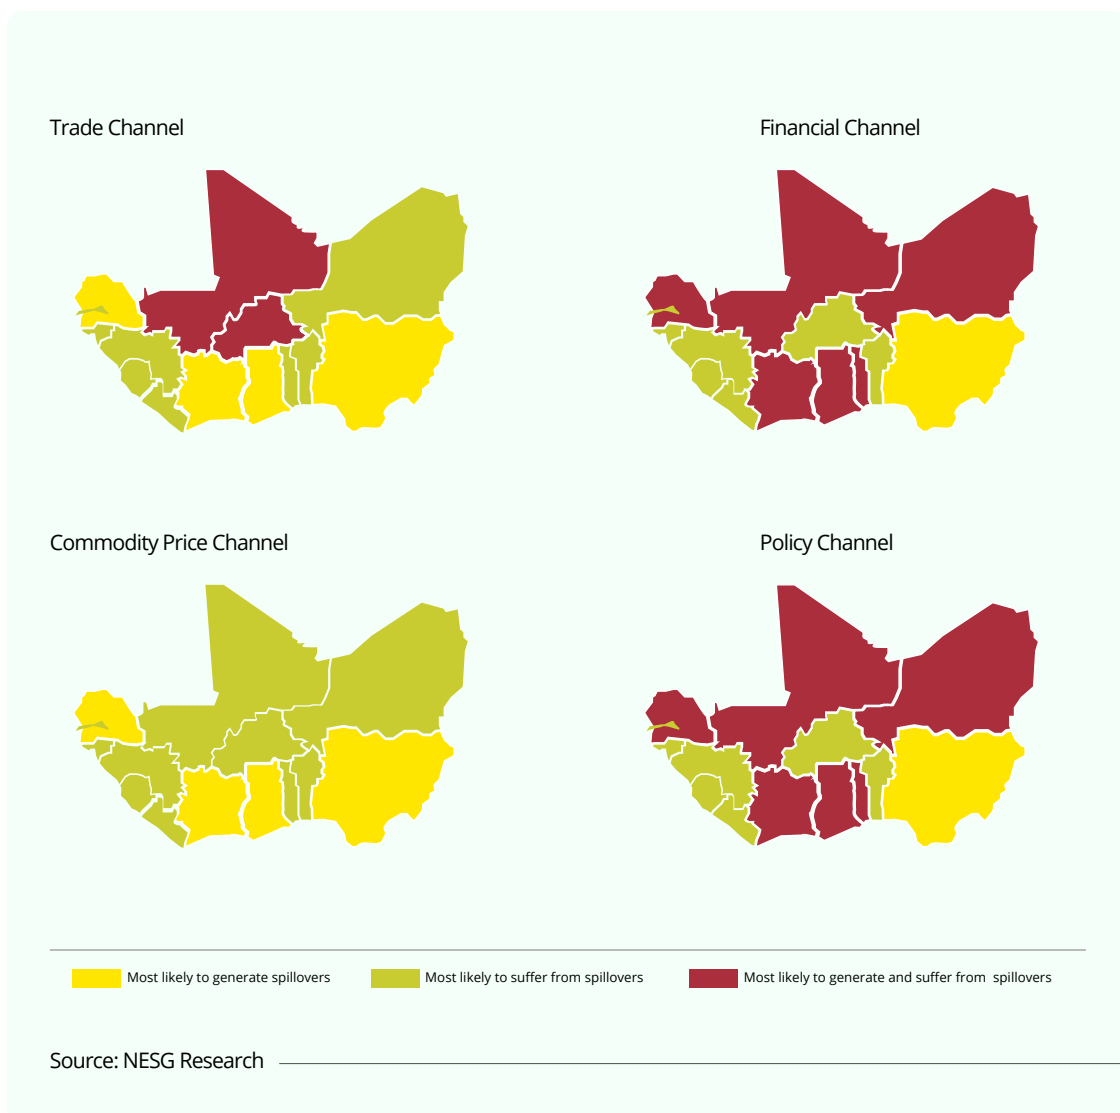 Trade Channel
Financial Channel
Commodity Price Channel
Policy Channel
Most likely to generate spillovers
Most likely to suffer from spillovers
Most likely to generate and suffer from  spillovers
Source: NESG Research